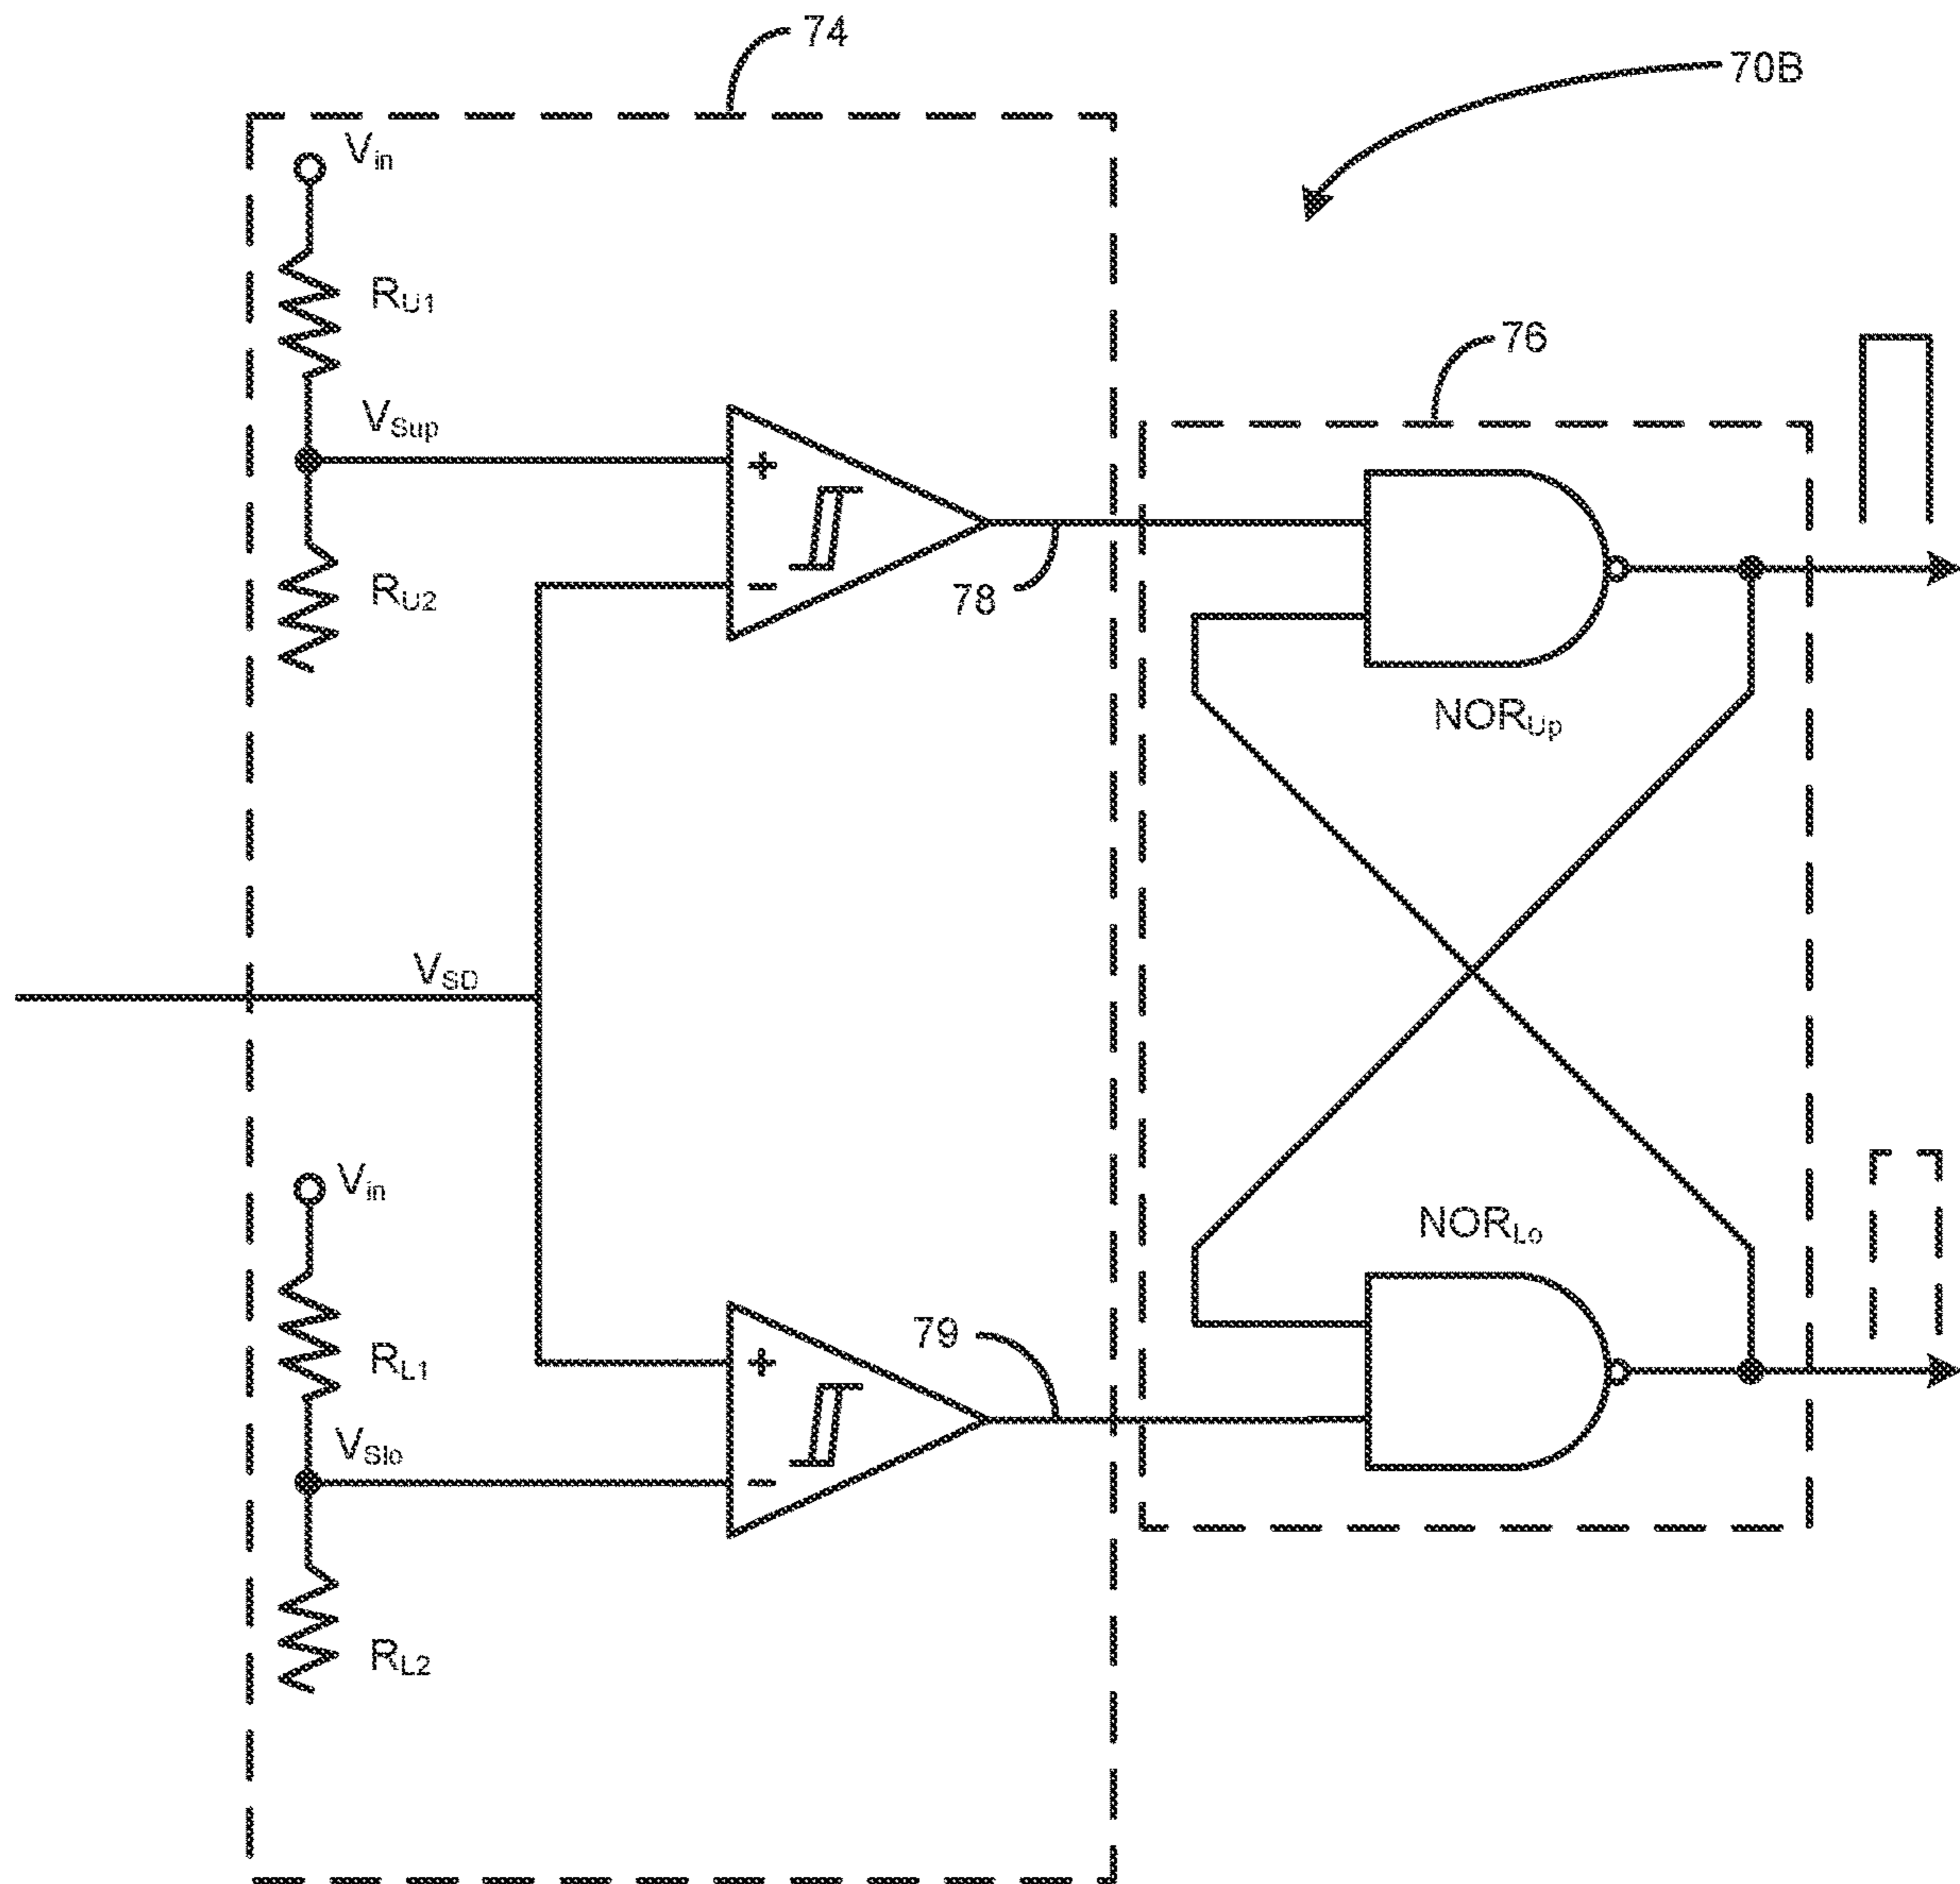 74
70B
Vin
RU1
76
VSup
RU2
78
NORUp
VSD
Vin
NORLo
79
RL1
VSlo
RL2
+
-
+
-